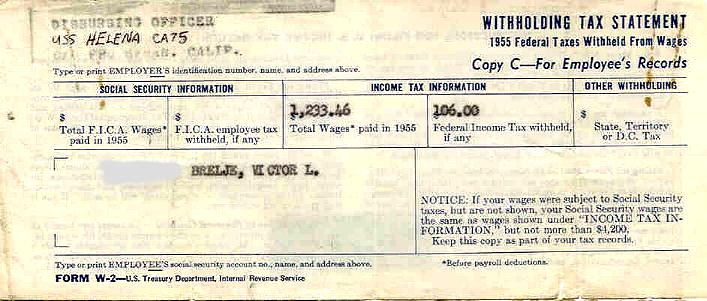 DISBURSING OFFICER
USS HELENA CA75
CALIF.
WITHHOLDING TAX STATEMENT
1955 Federal Taxes Withheld From Wages
Copy C—For Employee's Records
Type or print EMPLOYER'S identification number, name, and address above.
SOCIAL SECURITY INFORMATION
INCOME TAX INFORMATION
OTHER WITHHOLDING
$
Total F.I.C.A. Wages*
paid in 1955
$
F.I.C.A. employee tax
withheld, if any
$
1,233.46
Total Wages* paid in 1955
$
106.00
Federal Income Tax withheld,
if any
$
State, Territory
or D.C. Tax
BRELJE, VICTOR L.
NOTICE: If your wages were subject to Social Security
taxes, but are not shown, your Social Security wages are
the same as wages shown under "INCOME TAX IN-
FORMATION," but not more than $4,200.
Keep this copy as part of your tax records.
Type or print EMPLOYEE'S social security account no., name, and address above.
*Before payroll deductions.
FORM W-2—U.S. Treasury Department, Internal Revenue Service